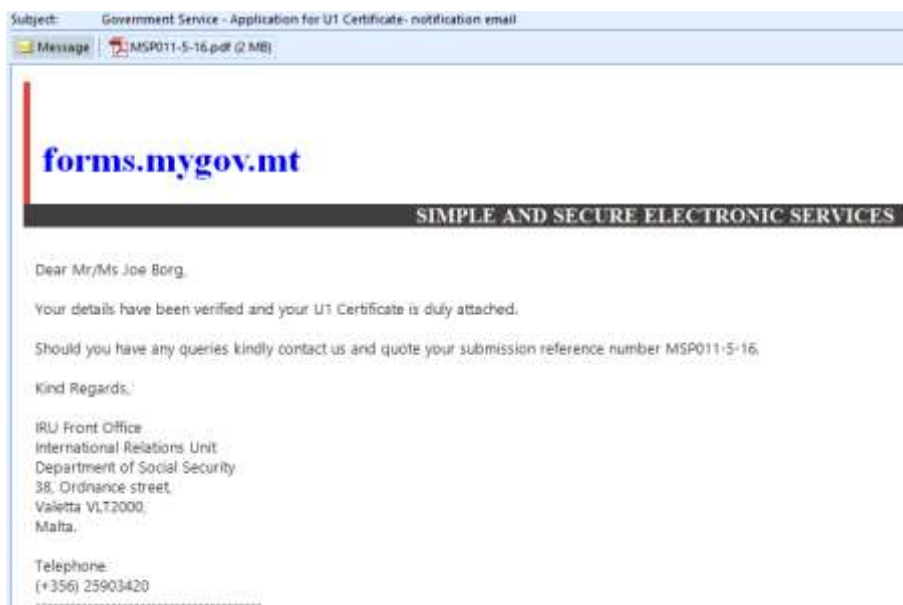 Subject: Government Service - Application for U1 Certificate- notification email
Message MSP011-5-16.pdf (2 MB)
forms.mygov.mt
SIMPLE AND SECURE ELECTRONIC SERVICES
Dear Mr/Ms Joe Borg,
Your details have been verified and your U1 Certificate is duly attached.
Should you have any queries kindly contact us and quote your submission reference number MSP011-5-16.
Kind Regards,
IRU Front Office
International Relations Unit
Department of Social Security
38, Ordnance street,
Valetta VLT2000,
Malta.
Telephone
(+356) 25903420
------------------------------------